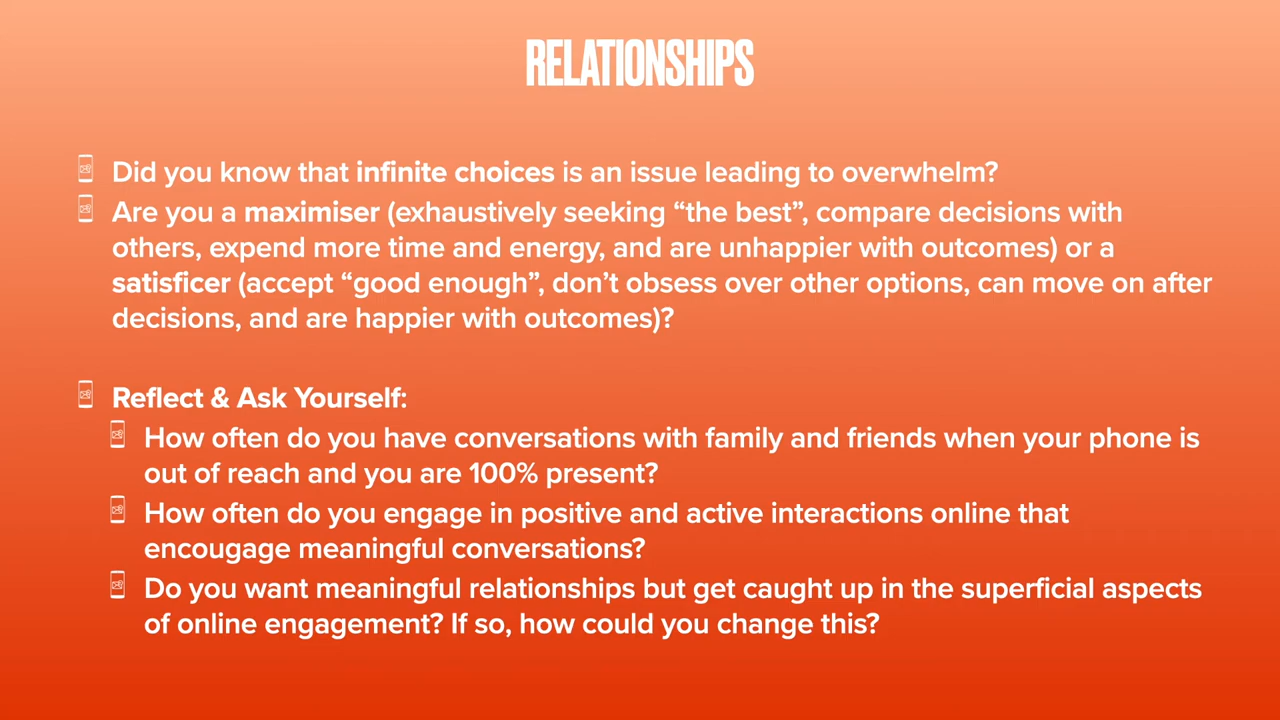 RELATIONSHIPS
Did you know that infinite choices is an issue leading to overwhelm?
Are you a maximiser (exhaustively seeking “the best”, compare decisions with
others, expend more time and energy, and are unhappier with outcomes) or a
satisficer (accept “good enough”, don’t obsess over other options, can move on after
decisions, and are happier with outcomes)?
Reflect & Ask Yourself:
How often do you have conversations with family and friends when your phone is
out of reach and you are 100% present?
How often do you engage in positive and active interactions online that
encougage meaningful conversations?
Do you want meaningful relationships but get caught up in the superficial aspects
of online engagement? If so, how could you change this?